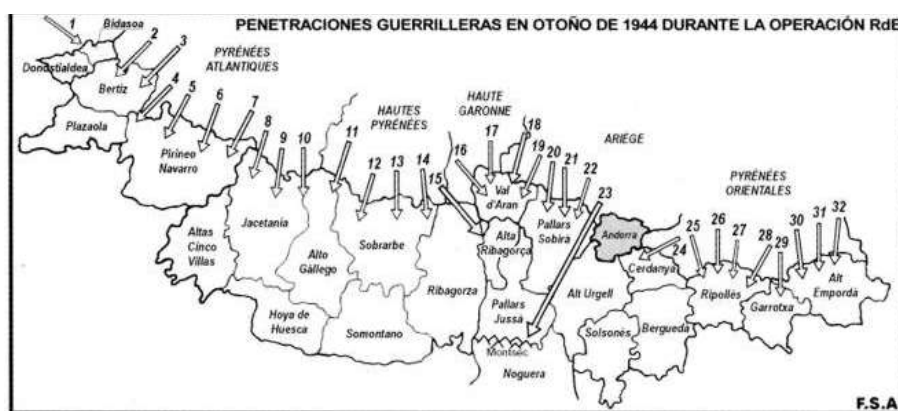 PENETRACIONES GUERRILLERAS EN OTOÑO DE 1944 DURANTE LA OPERACIÓN RdE
1
Bidasoa
2
3
PYRÉNÉES
ATLANTIQUES
Donostialdea
Bertiz
4
5
6
7
8
9
10
11
HAUTES
PYRÉNÉES
HAUTE
GARONNE
17
18
ARIEGE
Plazaola
Pirineo
Navarro
12
13
14
15
16
19
20
21
22
23
PYRÉNÉES
ORIENTALES
Val
d'Aran
Pallars
Sobirà
Altas
Cinco
Villas
Jacetania
Alto
Gállego
Sobrarbe
Alta
Ribagorça
Andorra
24
25
26
27
28
29
30
31
32
Cerdanya
Ribagorza
Alt Urgell
Ripollès
Garrotxa
Alt
Empordà
Hoya de
Huesca
Somontano
Pallars
Jussà
Solsonès
Bergueda
Montsec
Noguera
F.S.A